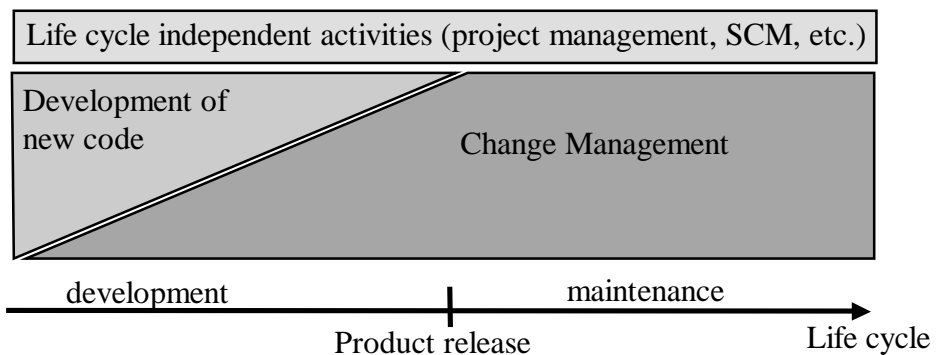 Life cycle independent activities (project management, SCM, etc.)
Development of
new code
Change Management
development
maintenance
Product release
Life cycle